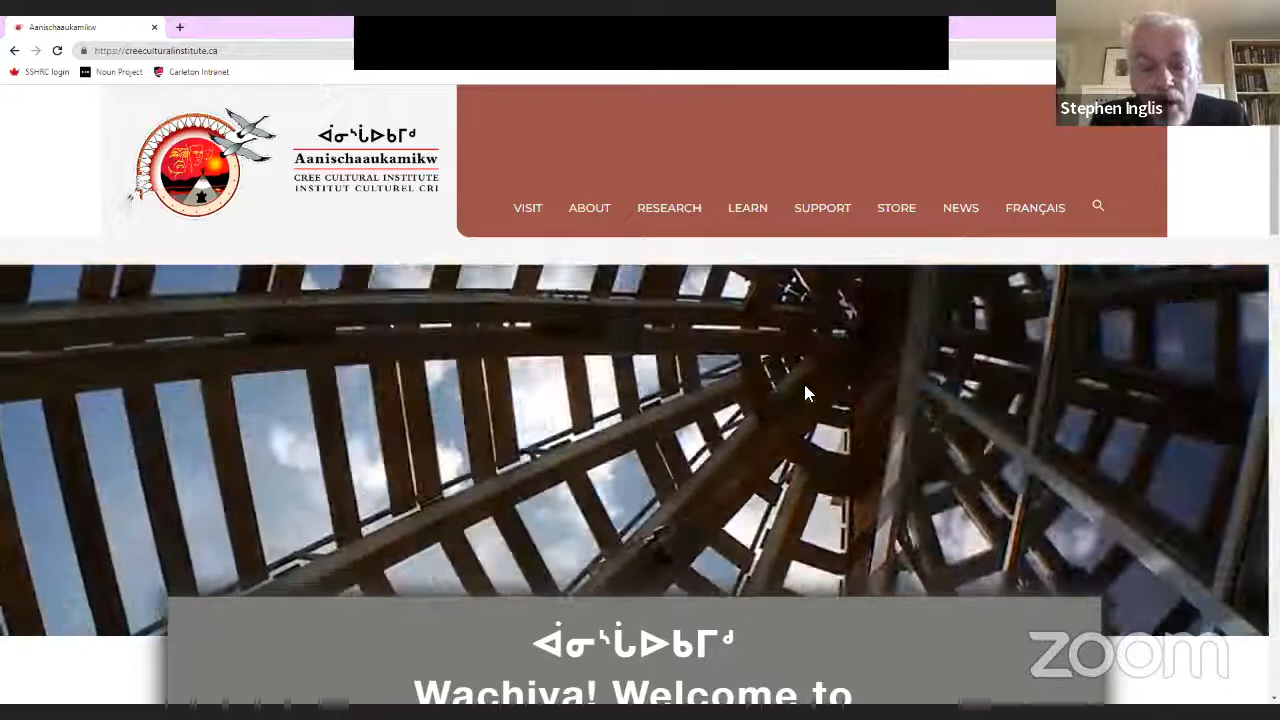 Aanischaaukamikw
https://creeculturalinstitute.ca
SSHRC login
Noun Project
Carleton Intranet
Stephen Inglis
ᐋᓂᔅᒑᐅᑲᒥᒄ
Aanischaaukamikw
CREE CULTURAL INSTITUTE
INSTITUT CULTUREL CRI
VISIT
ABOUT
RESEARCH
LEARN
SUPPORT
STORE
NEWS
FRANÇAIS
ᐋᓂᔅᒑᐅᑲᒥᒄ
Wachiya! Welcome to
zoom